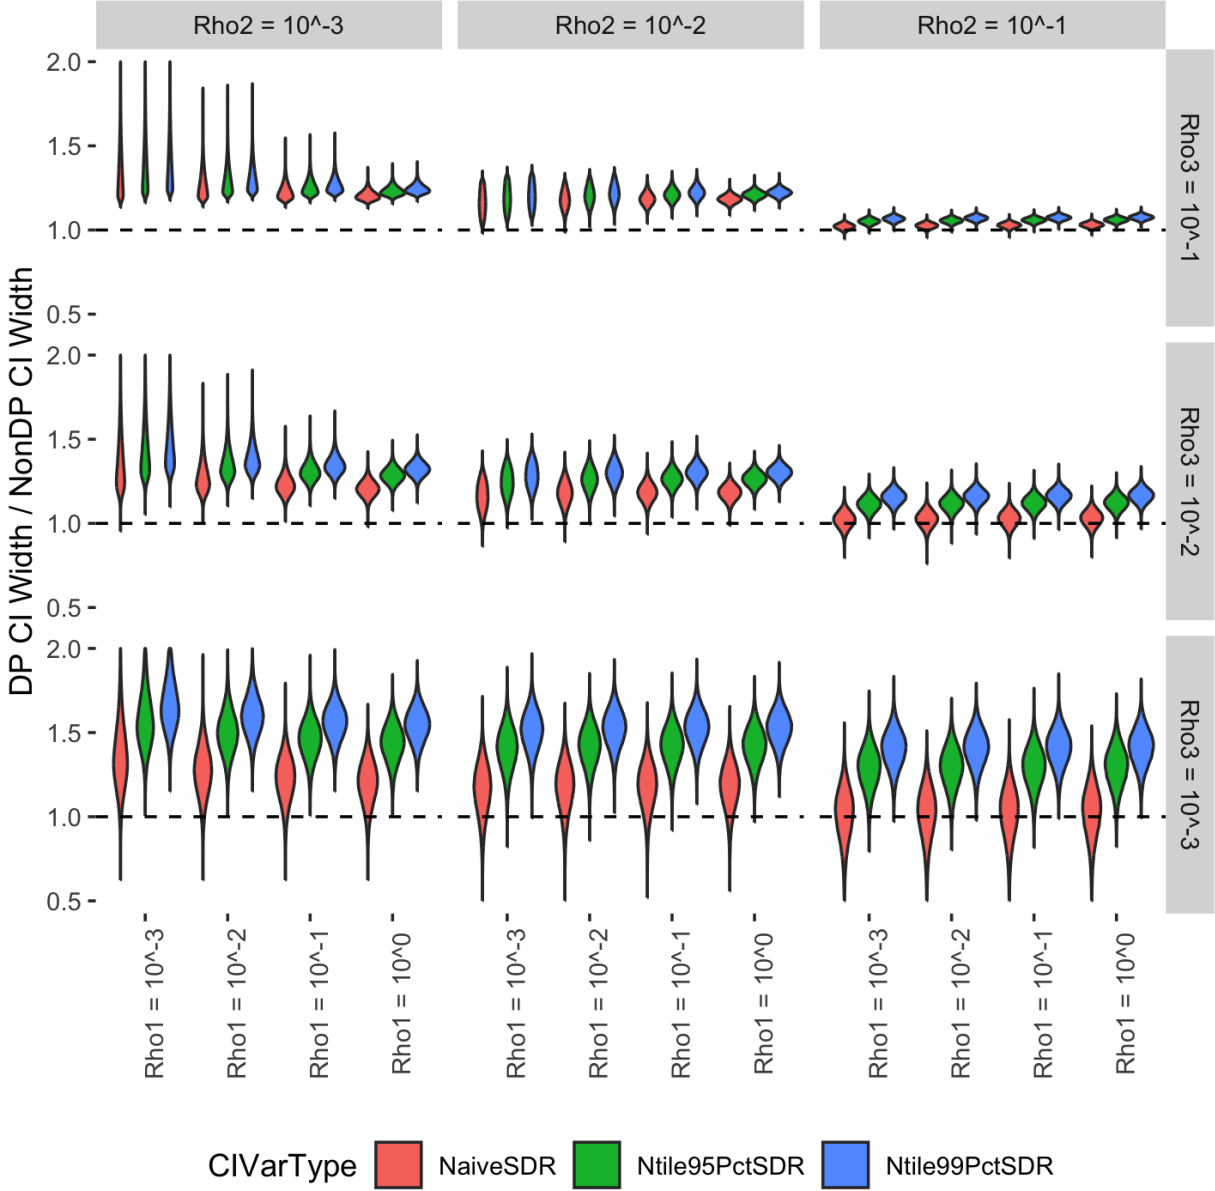 Rho2 = 10^-3
Rho2 = 10^-2
Rho2 = 10^-1
DP CI Width / NonDP CI Width
2.0
1.5
1.0
0.5
Rho3 = 10^-1
2.0
1.5
1.0
0.5
Rho3 = 10^-2
2.0
1.5
1.0
0.5
Rho3 = 10^-3
Rho1 = 10^-3
Rho1 = 10^-2
Rho1 = 10^-1
Rho1 = 10^0
Rho1 = 10^-3
Rho1 = 10^-2
Rho1 = 10^-1
Rho1 = 10^0
Rho1 = 10^-3
Rho1 = 10^-2
Rho1 = 10^-1
Rho1 = 10^0
CIVarType NaiveSDR Ntile95PctSDR Ntile99PctSDR